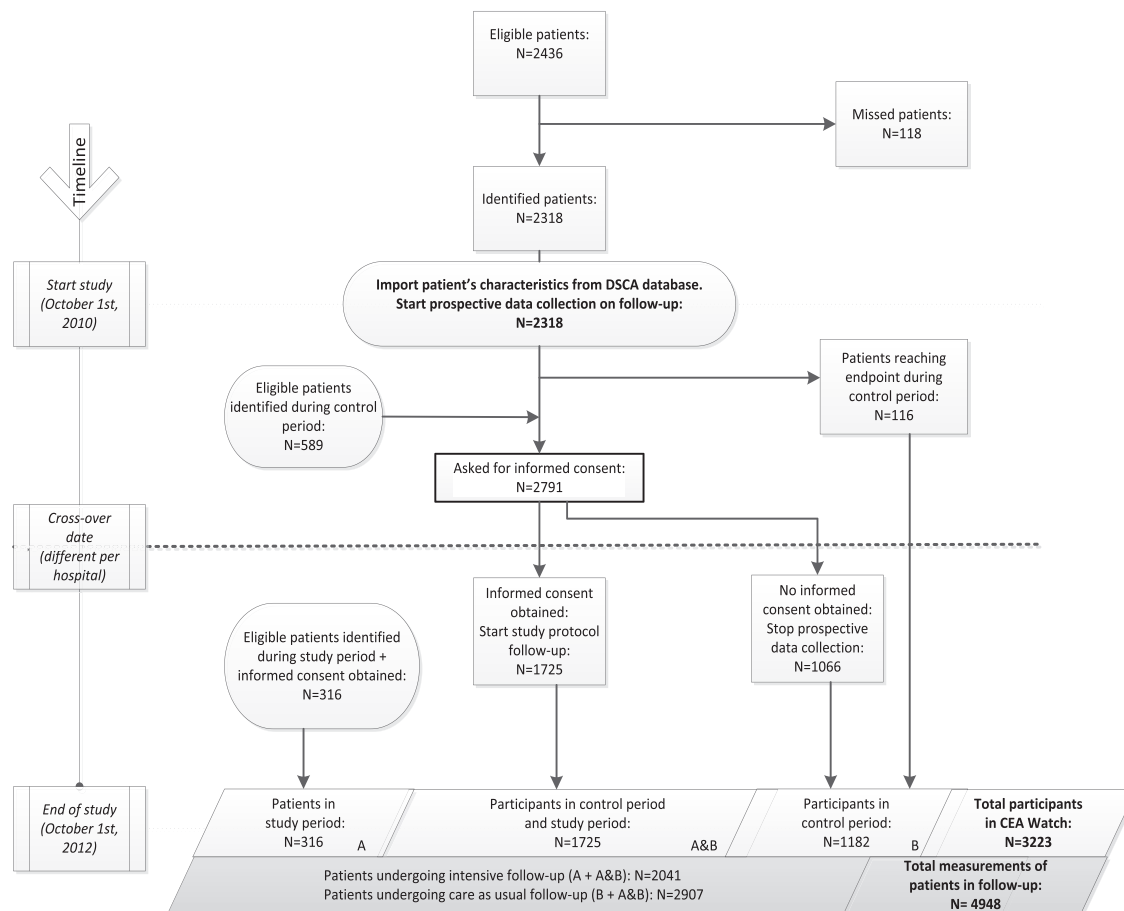 Eligible patients:
N=2436
Missed patients:
N=118
Timeline
Identified patients:
N=2318
Start study
(October 1st,
2010)
Import patient's characteristics from DSCA database.
Start prospective data collection on follow-up:
N=2318
Patients reaching
endpoint during
control period:
N=116
Eligible patients
identified during control
period:
N=589
Asked for informed consent:
N=2791
Cross-over
date
(different per
hospital)
Informed consent
obtained:
Start study protocol
follow-up:
N=1725
No informed
consent obtained:
Stop prospective
data collection:
N=1066
Eligible patients identified
during study period +
informed consent obtained:
N=316
End of study
(October 1st,
2012)
Patients in
study period:
N=316
A
Participants in control period
and study period:
N=1725
A&B
Participants in
control period:
N=1182
B
Total participants
in CEA Watch:
N=3223
Patients undergoing intensive follow-up (A + A&B): N=2041
Patients undergoing care as usual follow-up (B + A&B): N=2907
Total measurements of
patients in follow-up:
N= 4948